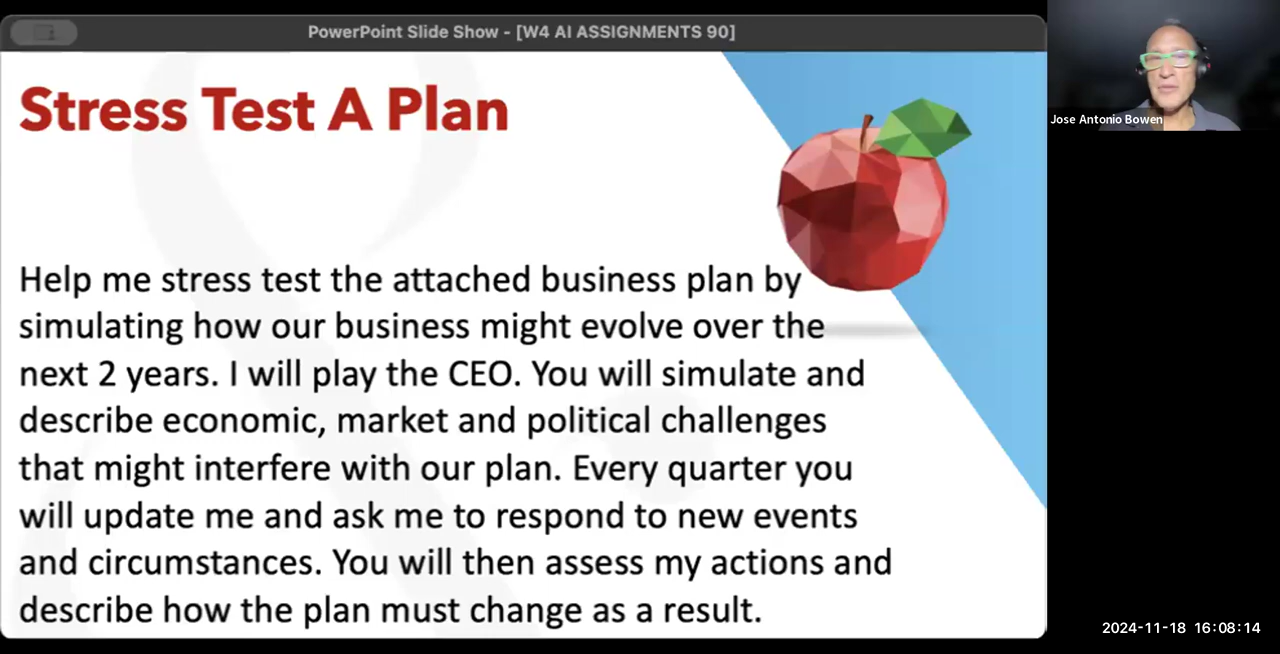 PowerPoint Slide Show - [W4 AI ASSIGNMENTS 90]
Stress Test A Plan
Jose Antonio Bowen
Help me stress test the attached business plan by
simulating how our business might evolve over the
next 2 years. I will play the CEO. You will simulate and
describe economic, market and political challenges
that might interfere with our plan. Every quarter you
will update me and ask me to respond to new events
and circumstances. You will then assess my actions and
describe how the plan must change as a result.
2024-11-18 16:08:14